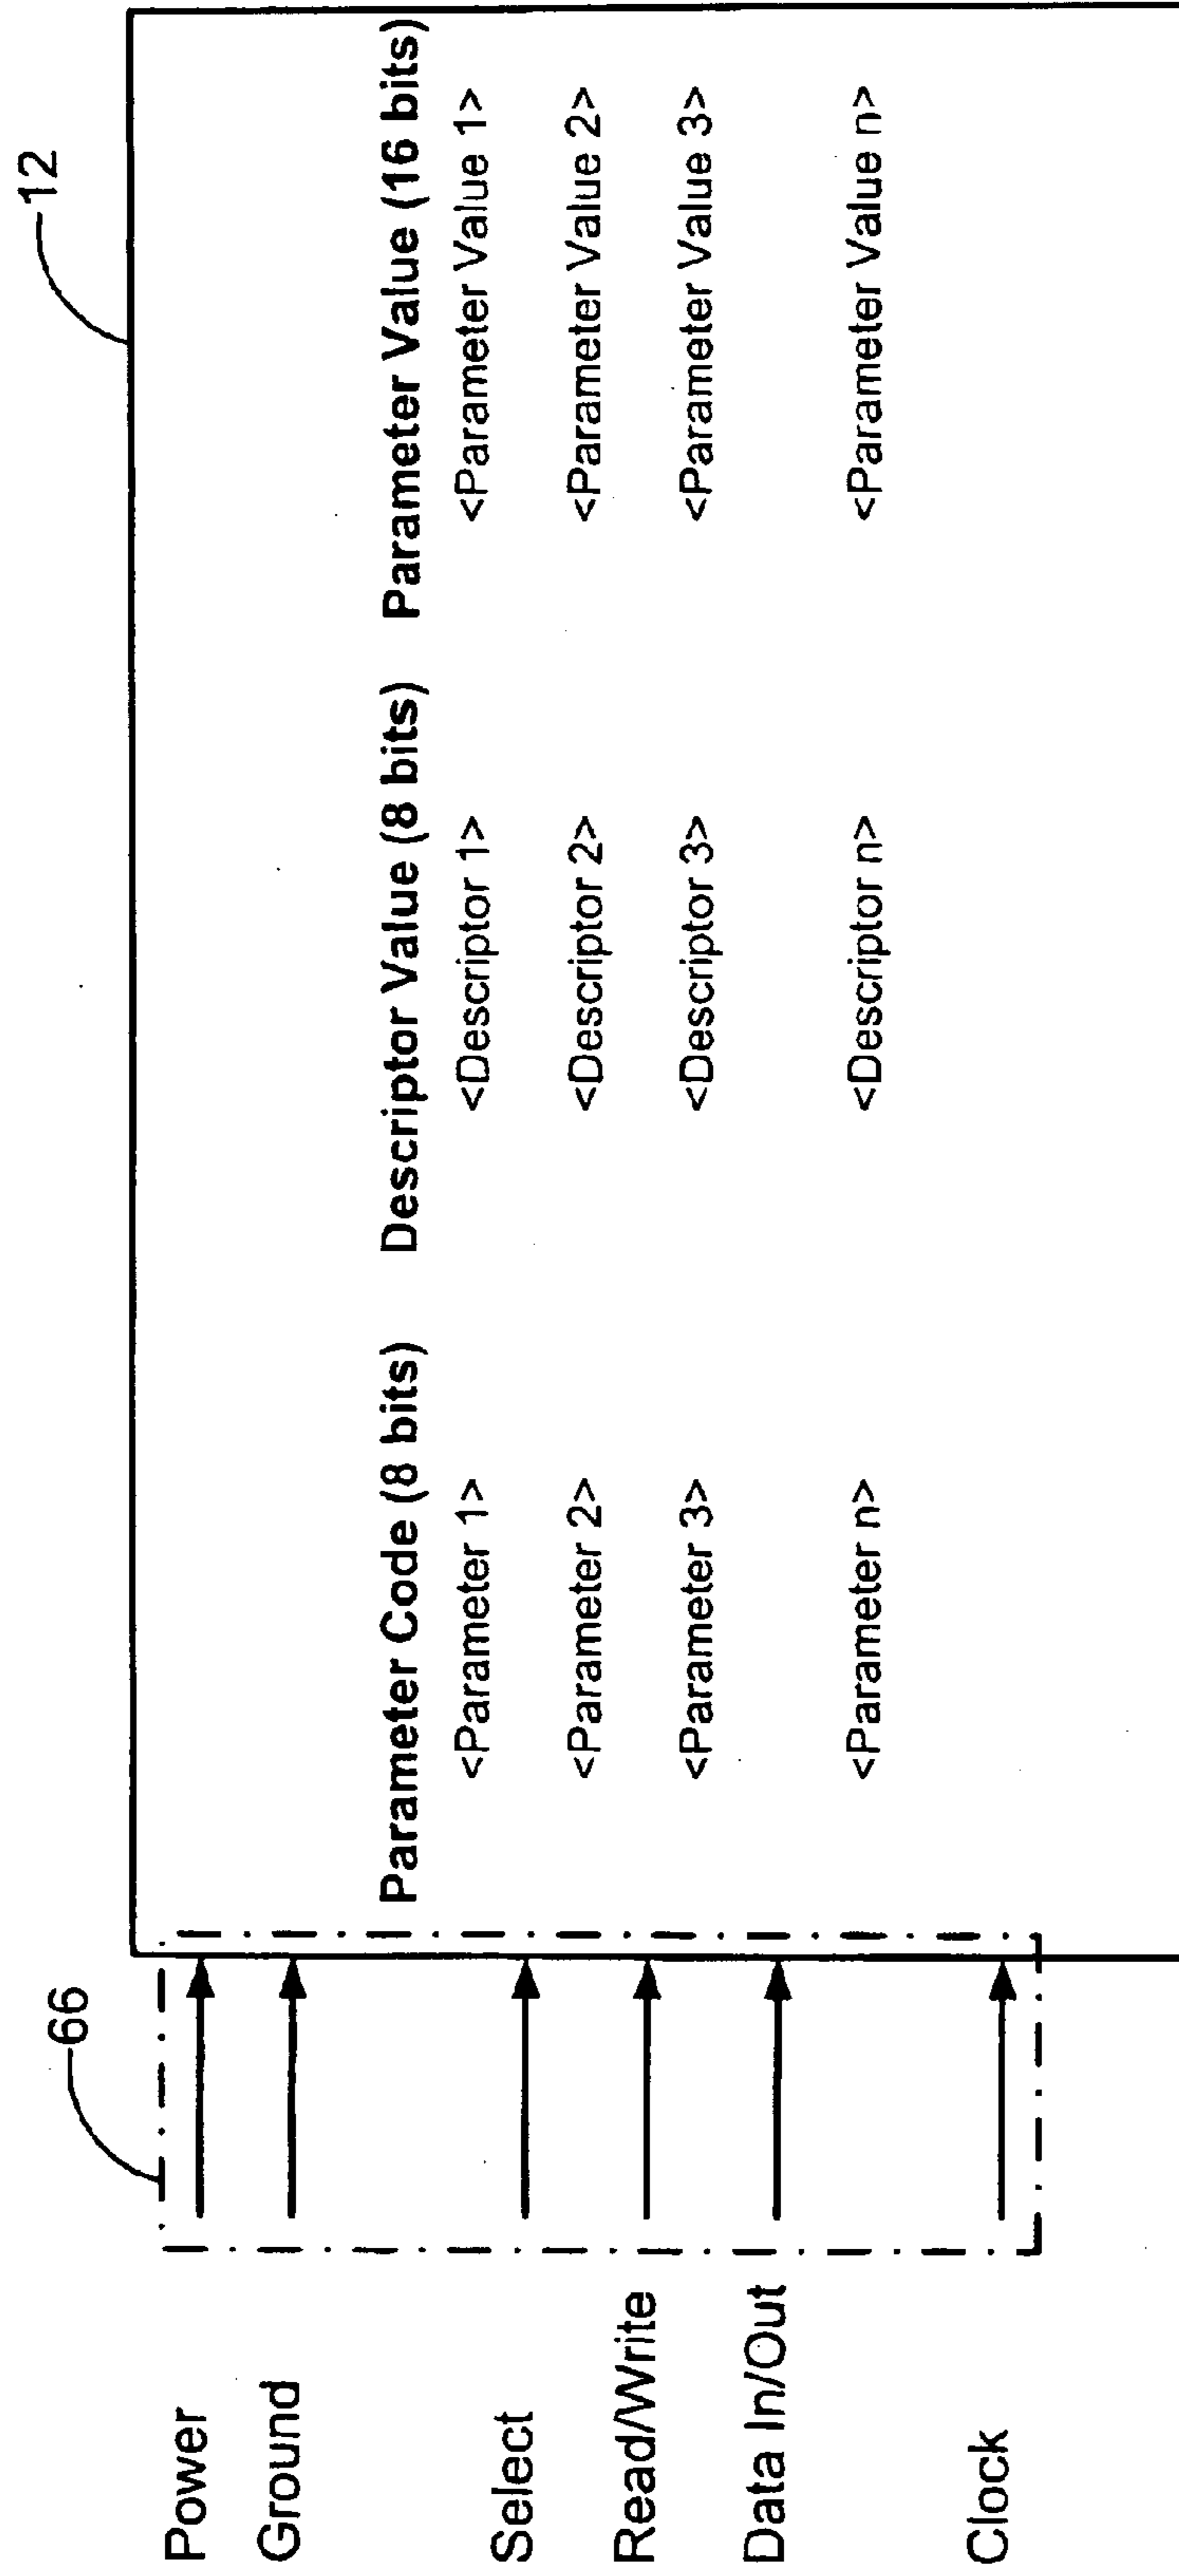 12
66
Power
Ground
Select
Read/Write
Data In/Out
Clock
Parameter Code (8 bits) Descriptor Value (8 bits) Parameter Value (16 bits)
<Parameter 1> <Descriptor 1> <Parameter Value 1>
<Parameter 2> <Descriptor 2> <Parameter Value 2>
<Parameter 3> <Descriptor 3> <Parameter Value 3>
<Parameter n> <Descriptor n> <Parameter Value n>